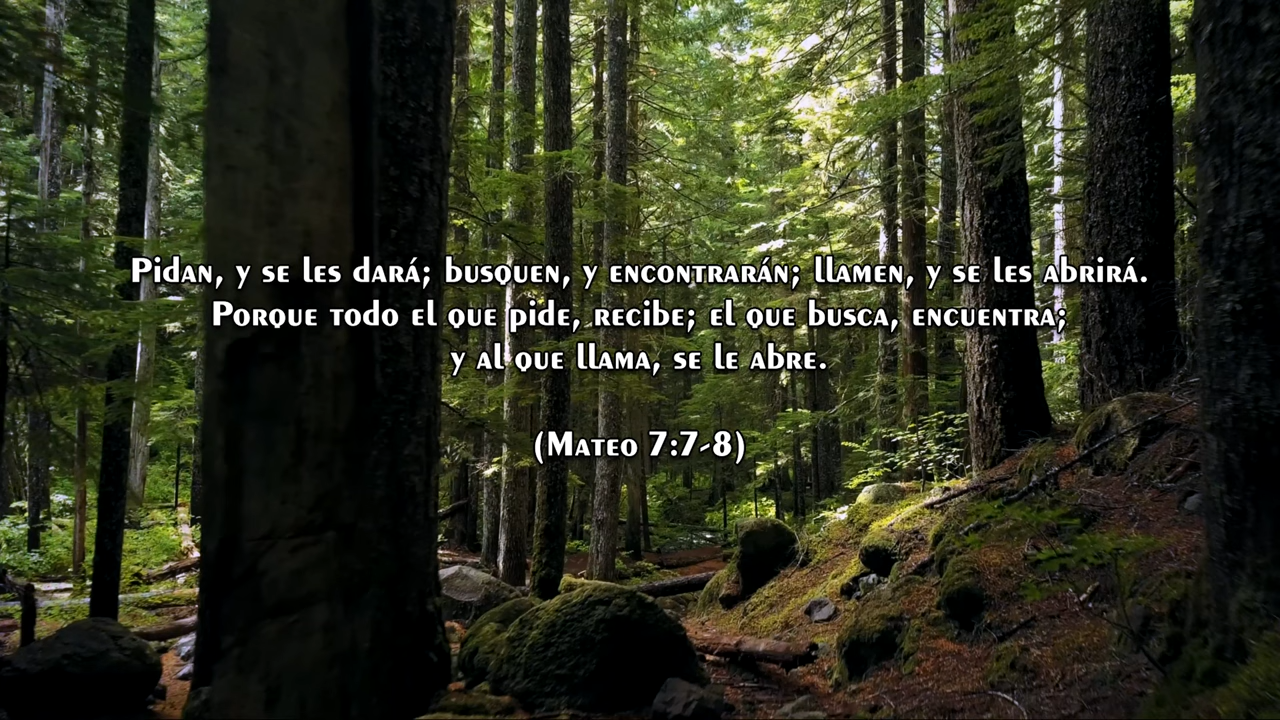 Pidan, y se les dará; busquen, y encontrarán; llamen, y se les abrirá.
Porque todo el que pide, recibe; el que busca, encuentra;
y al que llama, se le abre.
(Mateo 7:7-8)